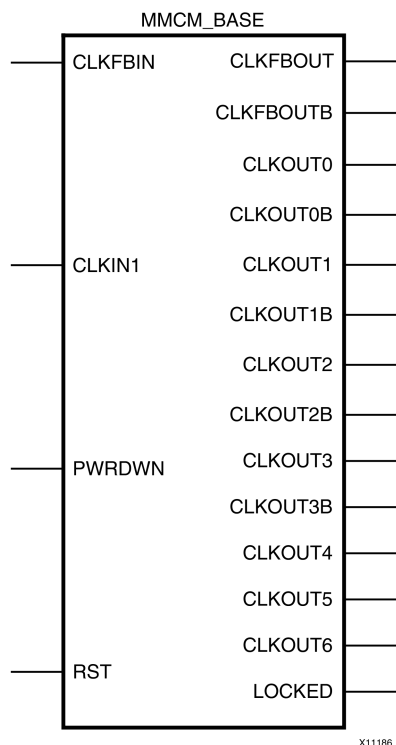 MMCM_BASE
CLKFBIN
CLKFBOUT
CLKFBOUTB
CLKOUT0
CLKOUT0B
CLKIN1
CLKOUT1
CLKOUT1B
CLKOUT2
CLKOUT2B
PWRDWN
CLKOUT3
CLKOUT3B
CLKOUT4
CLKOUT5
CLKOUT6
RST
LOCKED
X11186